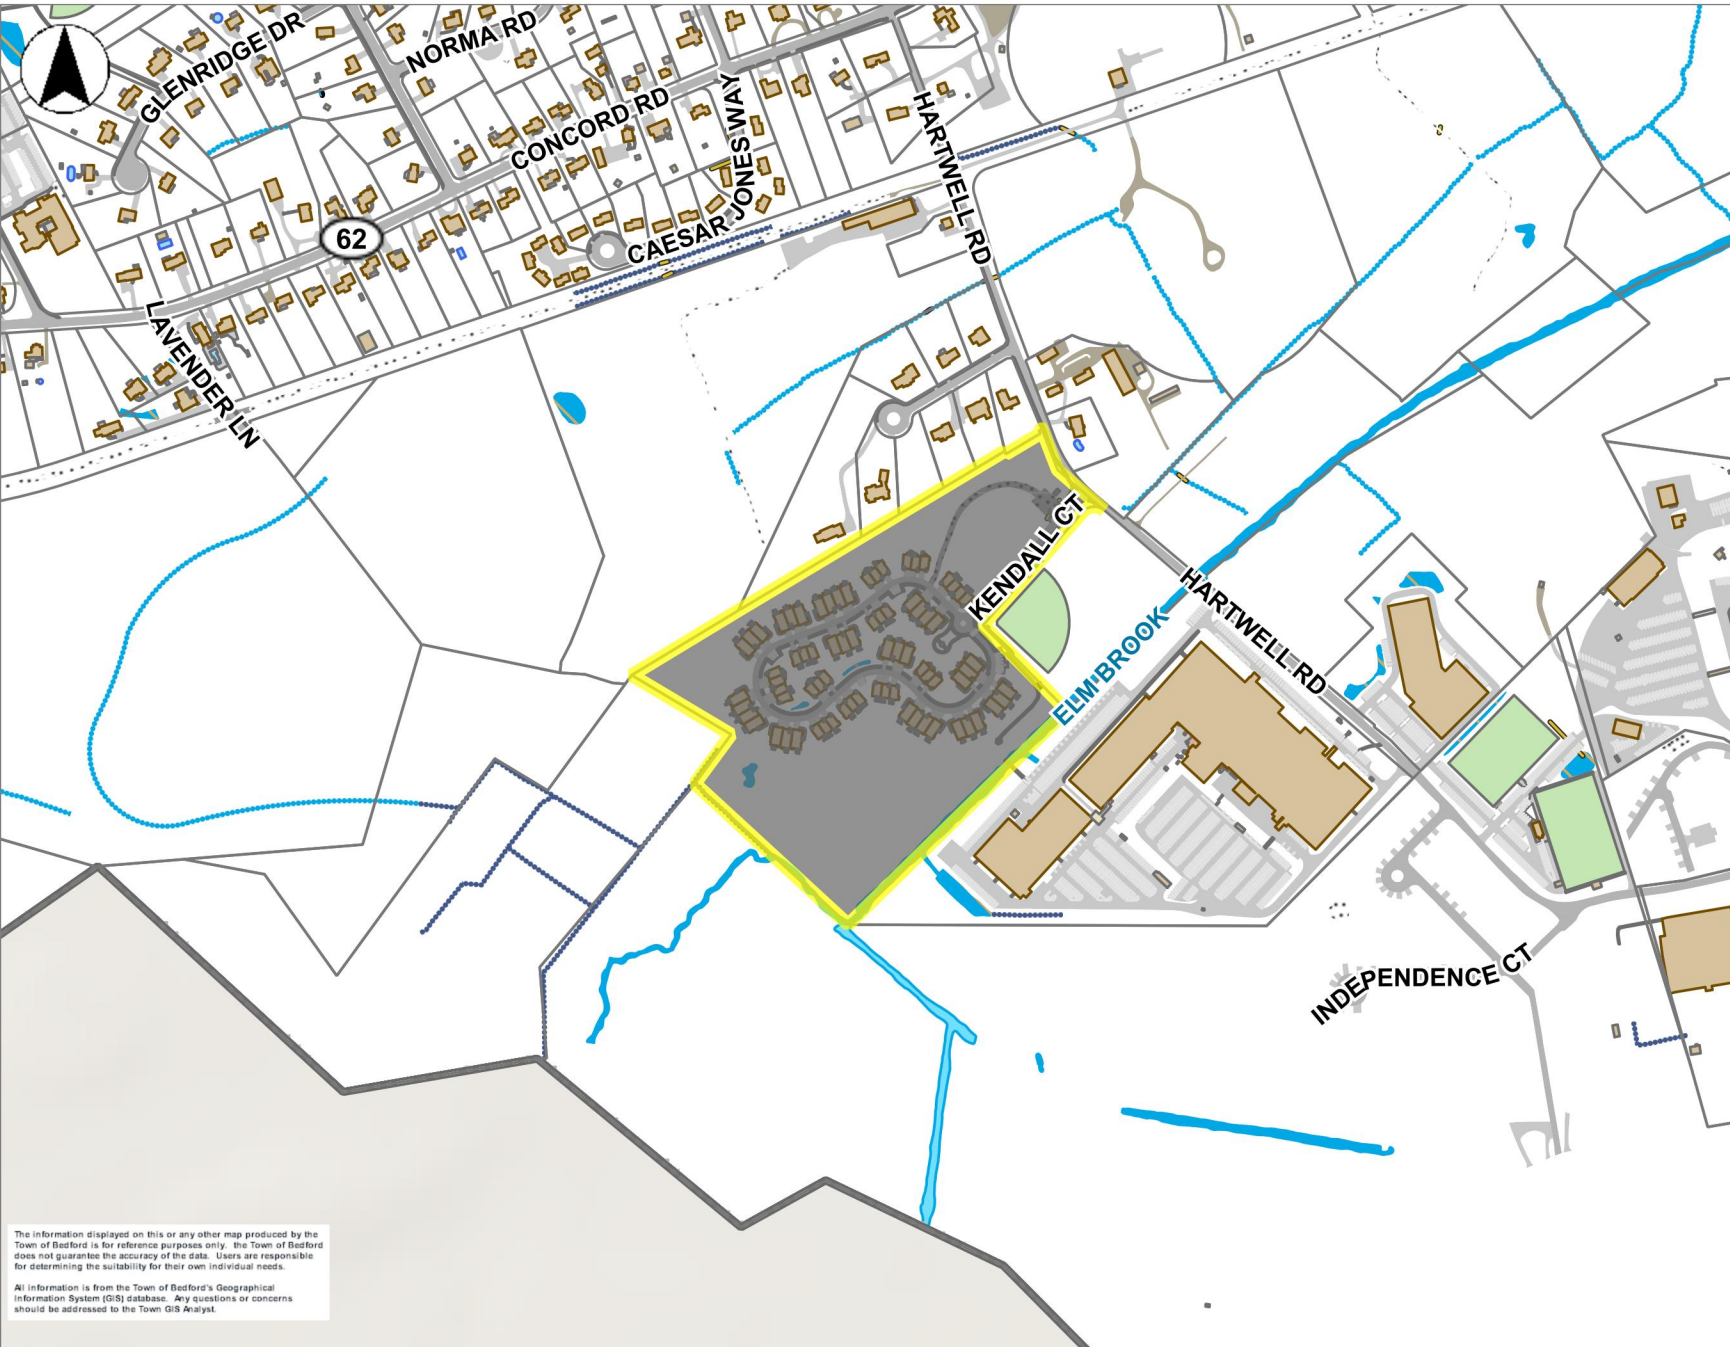 GLENRIDGE DR
NORMA RD
CONCORD RD
CAESAR JONES WAY
HARTWELL RD
62
LAVENDER LN
KENDALL CT
HARTWELL RD
ELM BROOK
INDEPENDENCE CT
The information displayed on this or any other map produced by the
Town of Bedford is for reference purposes only. the Town of Bedford
does not guarantee the accuracy of the data. Users are responsible
for determining the suitability for their own individual needs.
All information is from the Town of Bedford's Geographical
Information System (GIS) database. Any questions or concerns
should be addressed to the Town GIS Analyst.